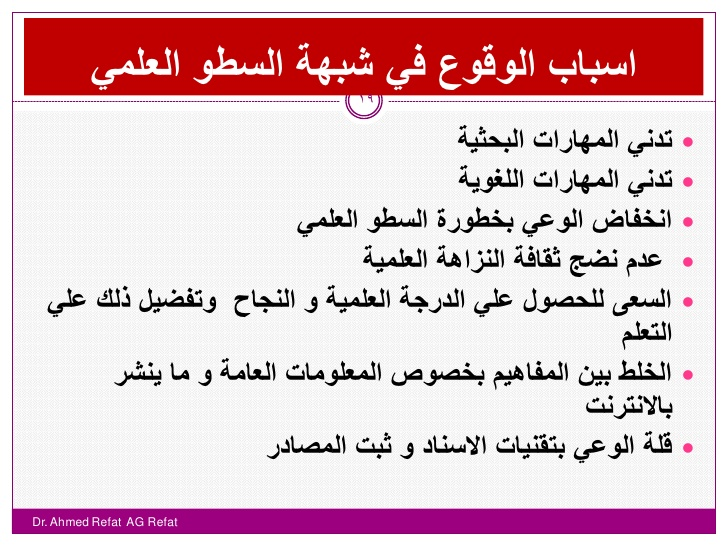 اسباب الوقوع في شبهة السطو العلمي
١٩
تدني المهارات البحثية
تدني المهارات اللغوية
انخفاض الوعي بخطورة السطو العلمي
عدم نضج ثقافة النزاهة العلمية
السعى للحصول علي الدرجة العلمية و النجاح وتفضيل ذلك علي
التعلم
الخلط بين المفاهيم بخصوص المعلومات العامة و ما ينشر
بالانترنت
قلة الوعي بتقنيات الاسناد و ثبت المصادر
Dr. Ahmed Refat AG Refat